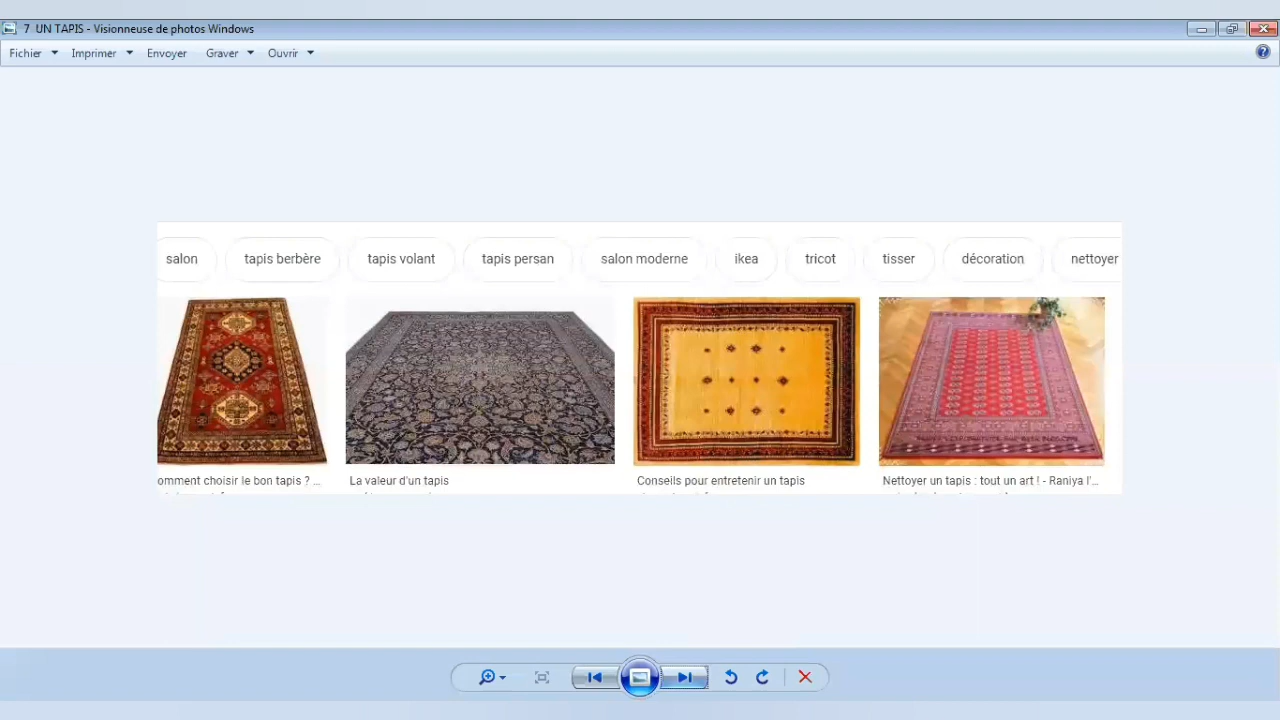 7 UN TAPIS - Visionneuse de photos Windows
Fichier Imprimer Envoyer Graver Ouvrir
salon tapis berbère tapis volant tapis persan salon moderne ikea tricot tisser décoration nettoyer
omment choisir le bon tapis ? ... La valeur d'un tapis Conseils pour entretenir un tapis Nettoyer un tapis : tout un art ! - Raniya l'...